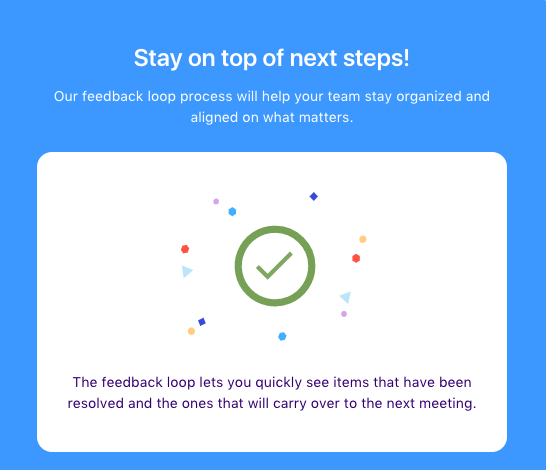 Stay on top of next steps!
Our feedback loop process will help your team stay organized and
aligned on what matters.
The feedback loop lets you quickly see items that have been
resolved and the ones that will carry over to the next meeting.